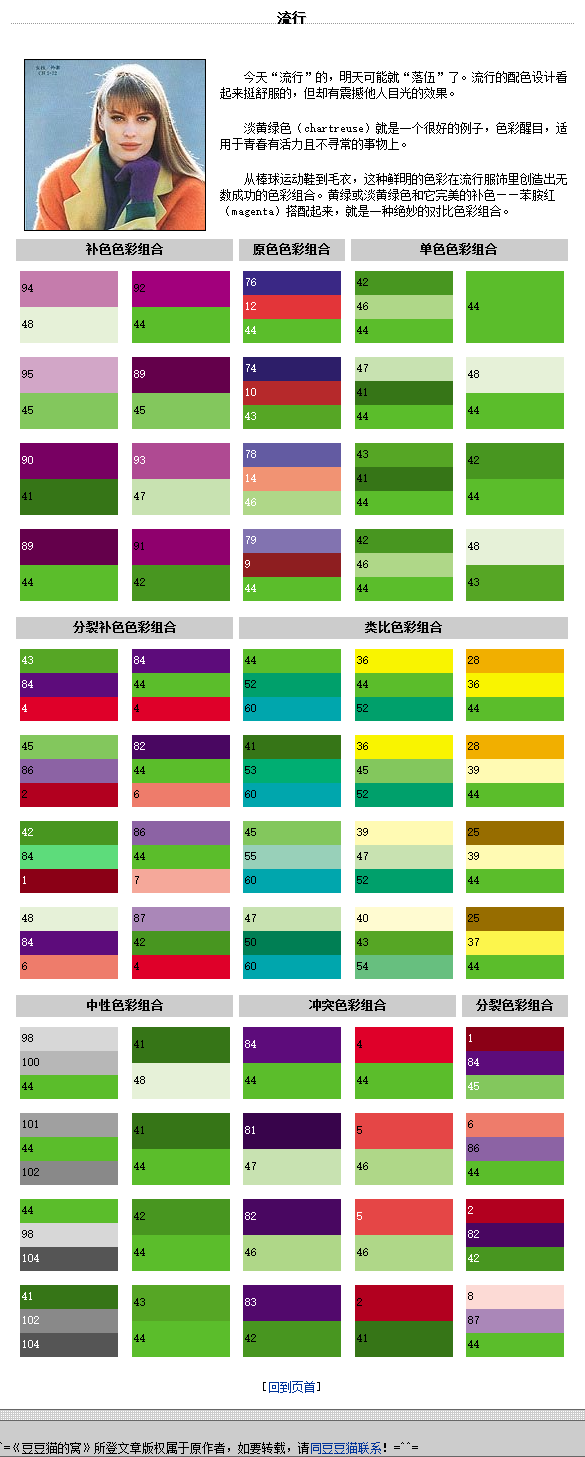 流行
今天“流行”的，明天可能就“落伍”了。流行的配色设计看
起来挺舒服的，但却有震撼他人目光的效果。
淡黄绿色（chartreuse）就是一个很好的例子，色彩醒目，适
用于青春有活力且不寻常的事物上。
从棒球运动鞋到毛衣，这种鲜明的色彩在流行服饰里创造出无
数成功的色彩组合。黄绿或淡黄绿色和它完美的补色－－苯胺红
（magenta）搭配起来，就是一种绝妙的对比色彩组合。
补色色彩组合 原色色彩组合 单色色彩组合
94 92 76 42 44
12 46
48 44 44 44
95 89 74 47 48
10 41
45 45 43 44 44
90 93 78 43 42
14 41
41 47 46 44 44
89 91 79 42 48
9 46
44 42 44 44 43
分裂补色色彩组合 类比色彩组合
43 84 44 36 28
84 44 52 44 36
4 4 60 52 44
45 82 41 36 28
86 44 53 45 39
2 6 60 52 44
42 86 45 39 25
84 44 55 47 39
1 7 60 52 44
48 87 47 40 25
84 42 50 43 37
6 4 60 54 44
中性色彩组合 冲突色彩组合 分裂色彩组合
98 41 84 4 1
100 84
44 48 44 44 45
101 41 81 5 6
44 86
102 44 47 46 44
44 42 82 5 2
98 82
104 44 46 46 42
41 43 83 2 8
102 87
104 44 42 41 44
[回到页首]
^=《豆豆猫的窝》所登文章版权属于原作者，如要转载，请同豆豆猫联系！=^^=